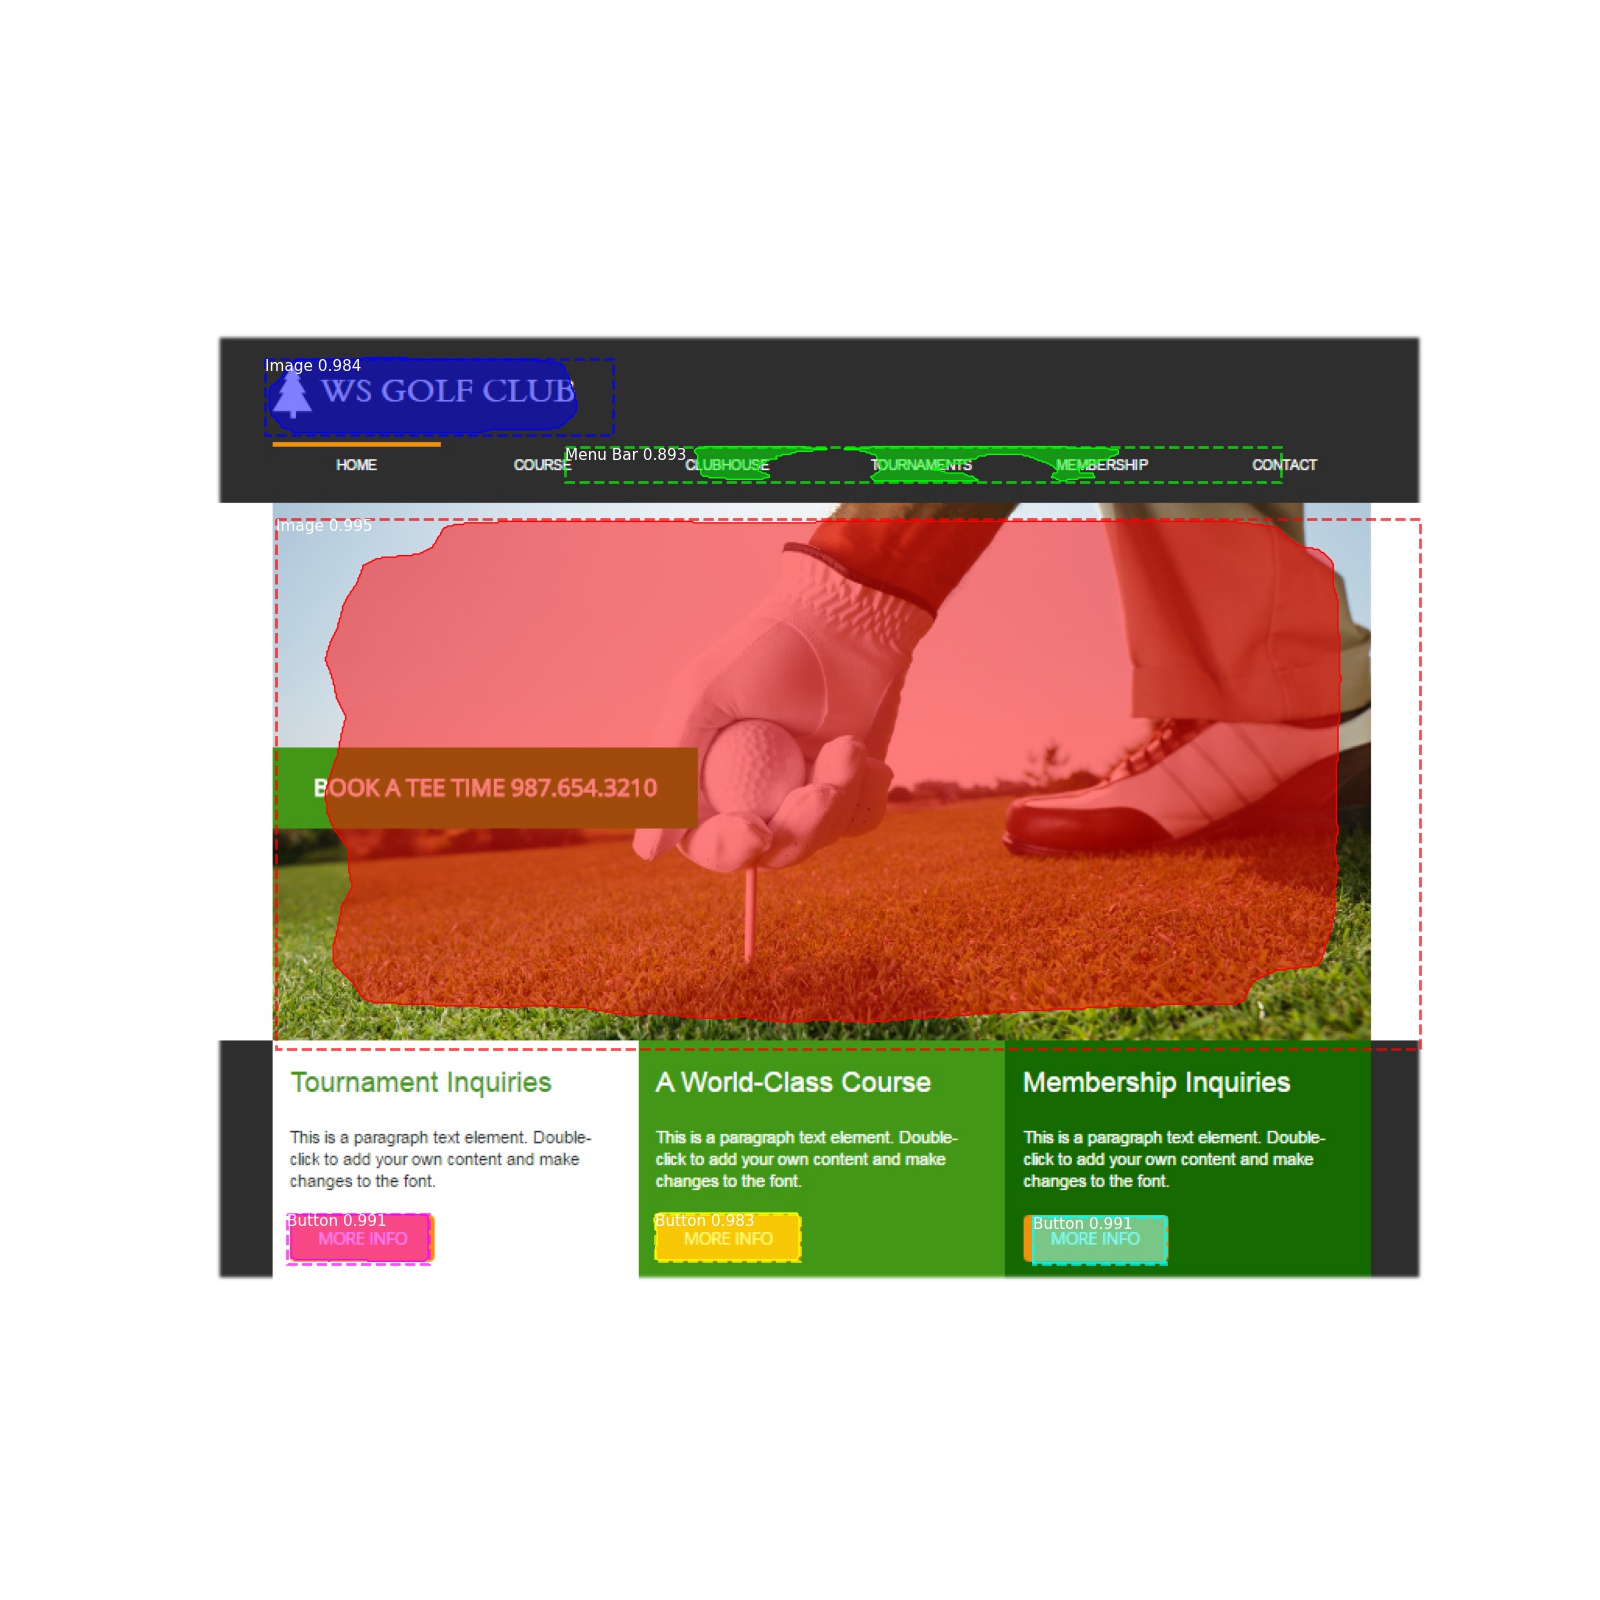 Image 0.984
WS GOLF CLUB
Menu Bar 0.893
HOME COURSE CLUBHOUSE TOURNAMENTS MEMBERSHIP CONTACT
Image 0.995
BOOK A TEE TIME 987.654.3210
Tournament Inquiries
This is a paragraph text element. Double-
click to add your own content and make
changes to the font.
Button 0.991
MORE INFO
A World-Class Course
This is a paragraph text element. Double-
click to add your own content and make
changes to the font.
Button 0.983
MORE INFO
Membership Inquiries
This is a paragraph text element. Double-
click to add your own content and make
changes to the font.
Button 0.991
MORE INFO